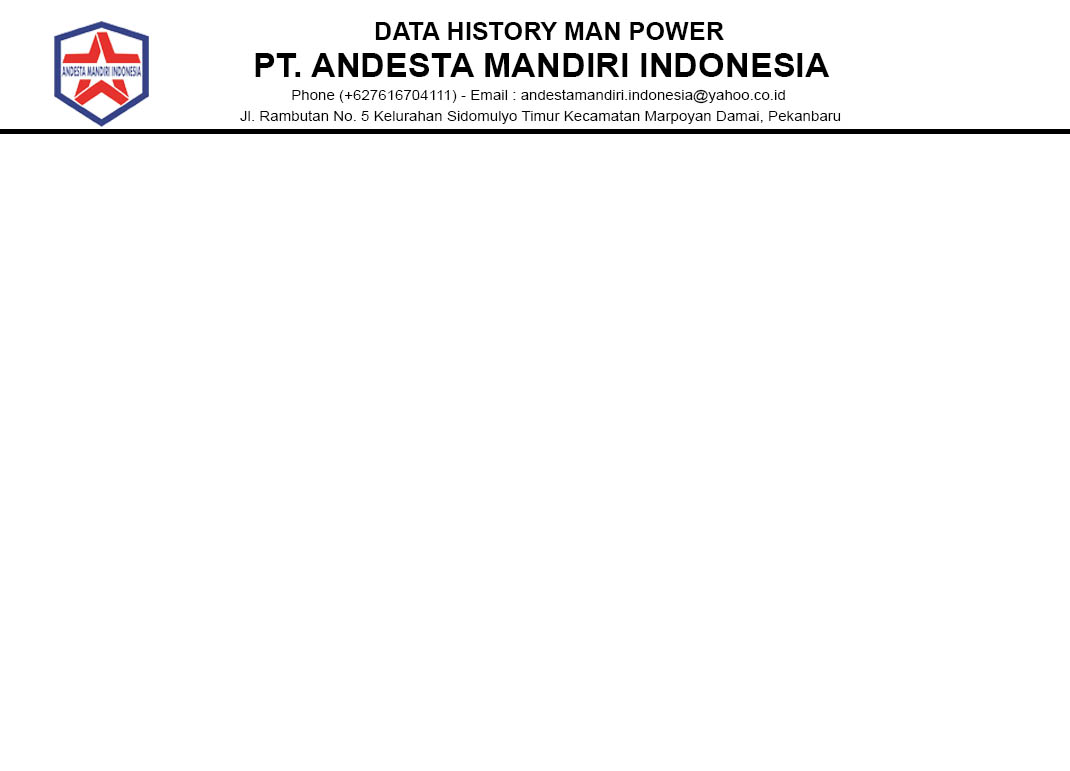 DATA HISTORY MAN POWER
PT. ANDESTA MANDIRI INDONESIA
ANDESTA MANDIRI INDONESIA
Phone (+627616704111) - Email : andestamandiri.indonesia@yahoo.co.id
Jl. Rambutan No. 5 Kelurahan Sidomulyo Timur Kecamatan Marpoyan Damai, Pekanbaru